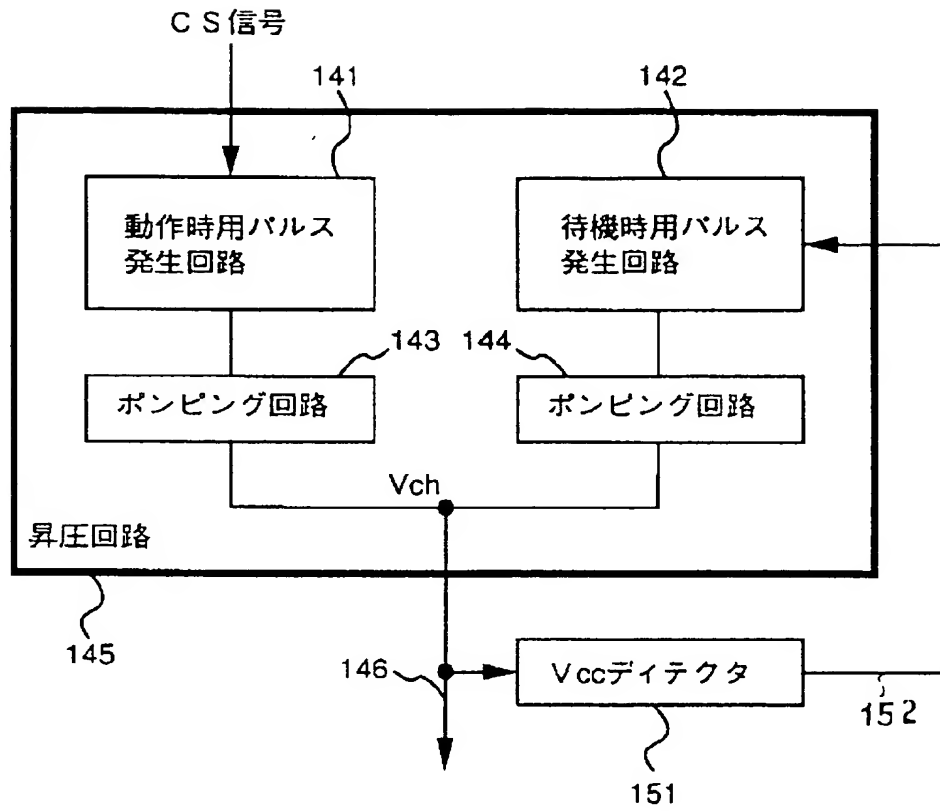 CS信号
141
142
動作時用パルス
発生回路
待機時用パルス
発生回路
143
144
ポンピング回路
ポンピング回路
Vch
昇圧回路
145
146
Vccディテクタ
152
151